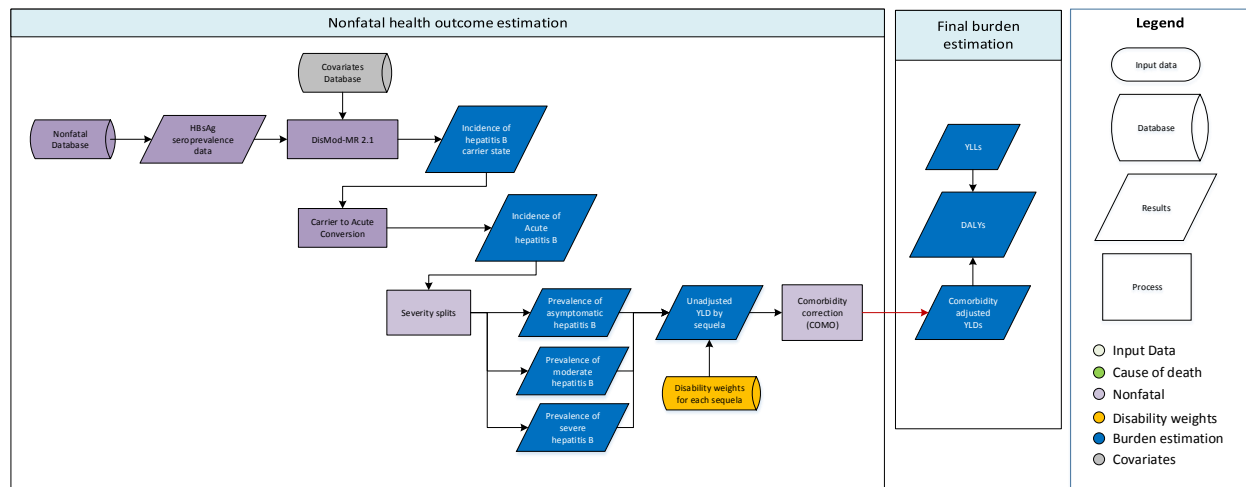 Nonfatal health outcome estimation
Final burden
estimation
Legend
Covariates
Database
Nonfatal
Database
HBsAg
seroprevalence
data
DisMod-MR 2.1
Incidence of
hepatitis B
carrier state
Carrier to Acute
Conversion
Incidence of
Acute
hepatitis B
Severity splits
Prevalence of
asymptomatic
hepatitis B
Prevalence of
moderate
hepatitis B
Prevalence of
severe
hepatitis B
Unadjusted
YLD by
sequela
Disability weights
for each sequela
Comorbidity
correction
(COMO)
YLLs
DALYs
Comorbidity
adjusted
YLDs
Input data
Database
Results
Process
Input Data
Cause of death
Nonfatal
Disability weights
Burden estimation
Covariates